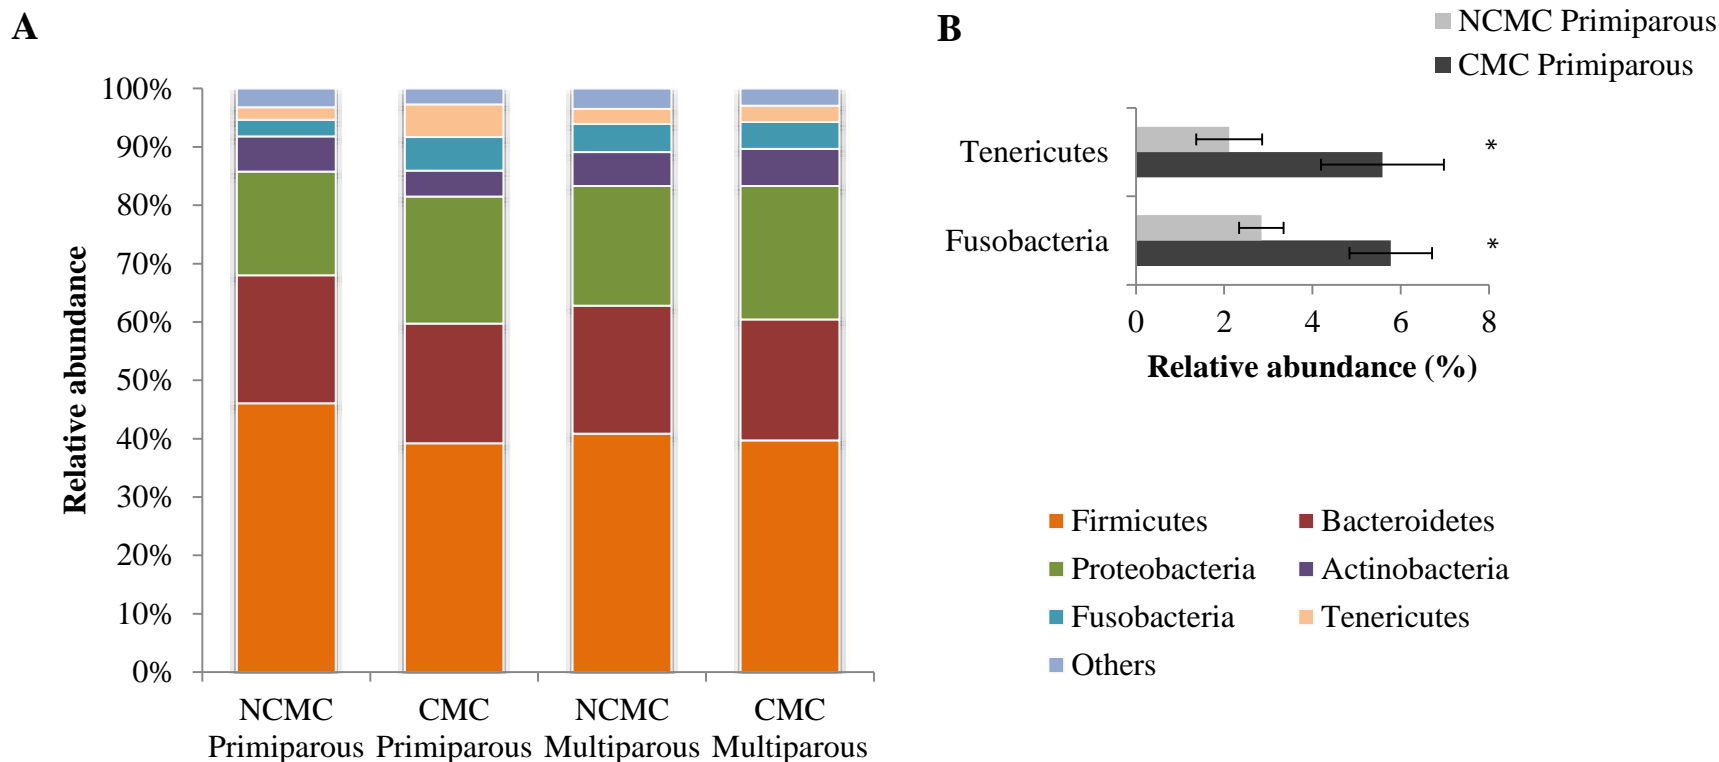 A
100%
90%
80%
70%
60%
50%
40%
30%
20%
10%
0%
Relative abundance
NCMC
Primiparous
CMC
Primiparous
NCMC
Multiparous
CMC
Multiparous
B
NCMC Primiparous
CMC Primiparous
Tenericutes *
Fusobacteria *
0 2 4 6 8
Relative abundance (%)
Firmicutes Bacteroidetes
Proteobacteria Actinobacteria
Fusobacteria Tenericutes
Others